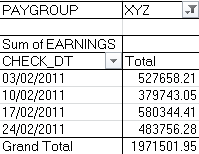 PAYGROUP XYZ
Sum of EARNINGS
CHECK_DT Total
03/02/2011 527658.21
10/02/2011 379743.05
17/02/2011 580344.41
24/02/2011 483756.28
Grand Total 1971501.95